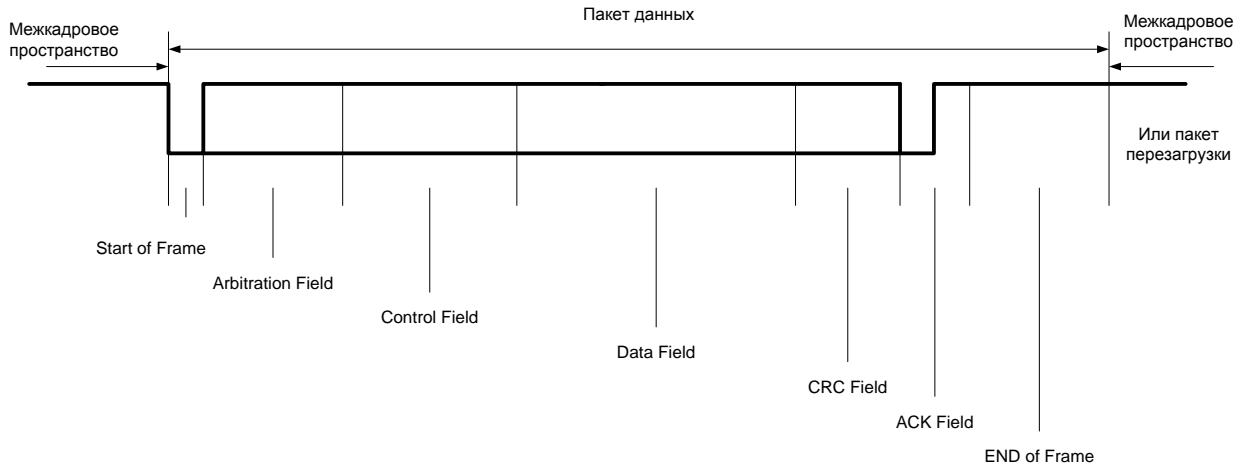 Пакет данных
Межкадровое
пространство
Межкадровое
пространство
Или пакет
перезагрузки
Start of Frame
Arbitration Field
Control Field
Data Field
CRC Field
ACK Field
END of Frame